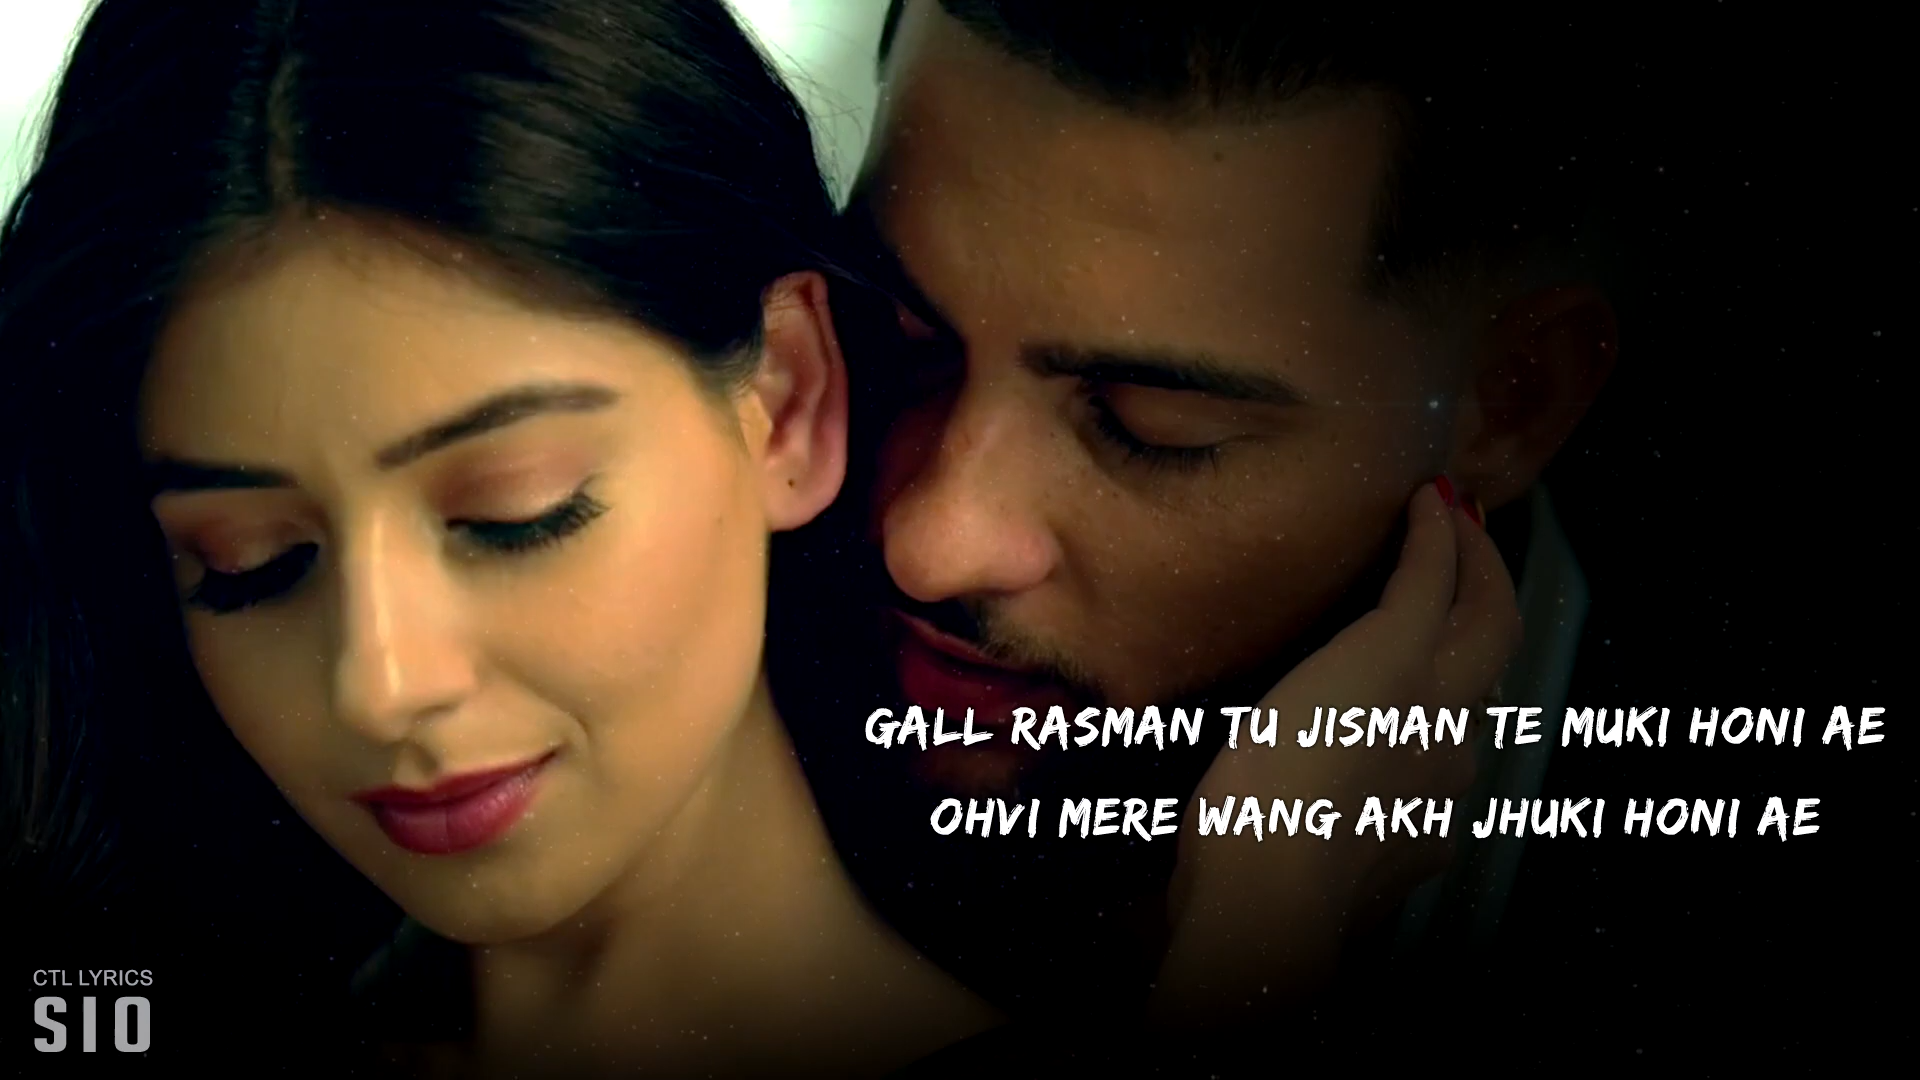 GALL RASMAN TU JISMAN TE MUKI HONI AE
OHVI MERE WANG AKH JHUKI HONI AE
CTL LYRICS
SIO